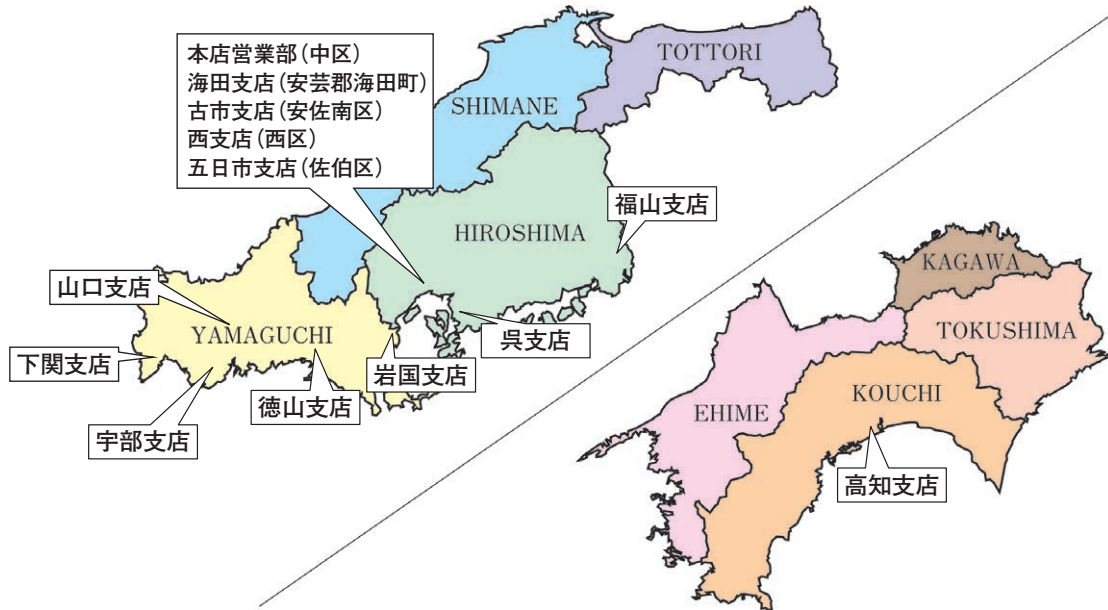 本店営業部(中区)
海田支店(安芸郡海田町)
古市支店(安佐南区)
西支店(西区)
五日市支店(佐伯区)
TOTTORI
SHIMANE
福山支店
HIROSHIMA
山口支店
YAMAGUCHI
呉支店
下関支店
岩国支店
徳山支店
宇部支店
KAGAWA
TOKUSHIMA
KOUCHI
EHIME
高知支店